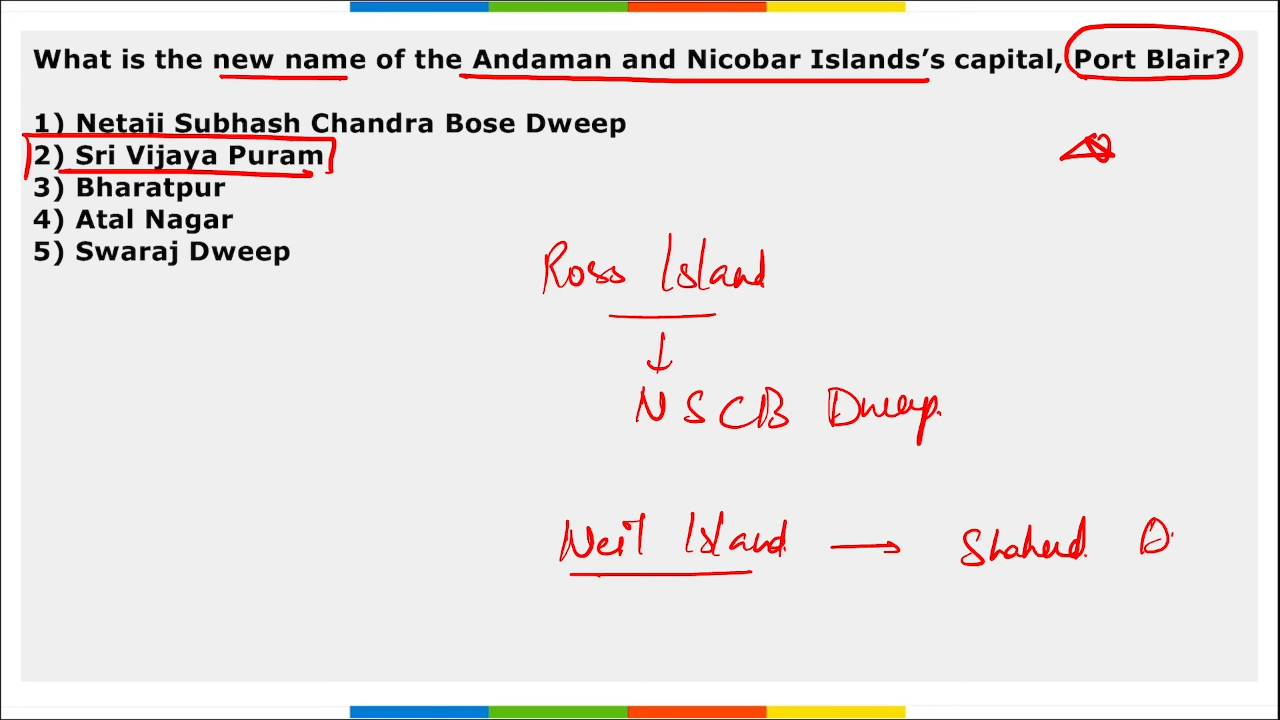 What is the new name of the Andaman and Nicobar Islands’s capital, Port Blair?
1) Netaji Subhash Chandra Bose Dweep
2) Sri Vijaya Puram
3) Bharatpur
4) Atal Nagar
5) Swaraj Dweep
Ross Island
↓
NSCB Dweep
Neil Island → Shaheed D